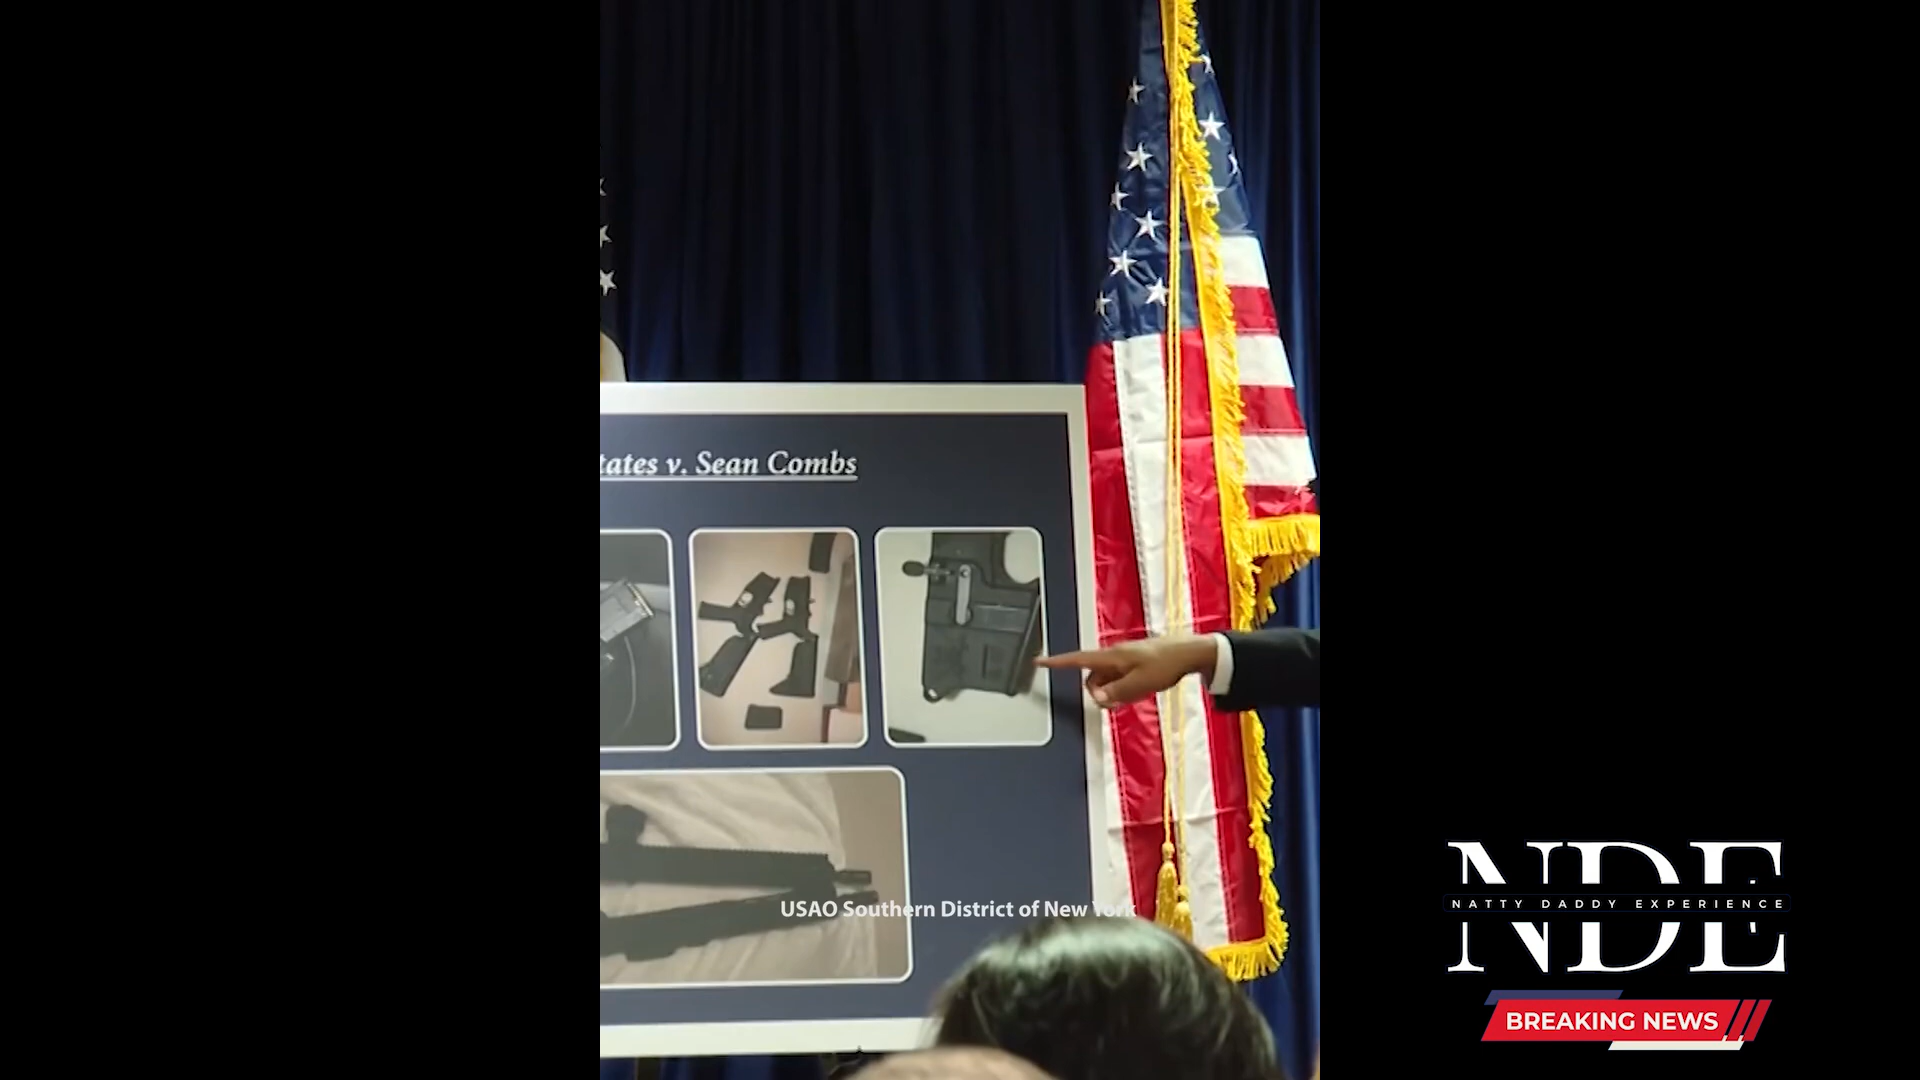 tates v. Sean Combs
USAO Southern District of New York
NDE
NATTY DADDY EXPERIENCE
BREAKING NEWS